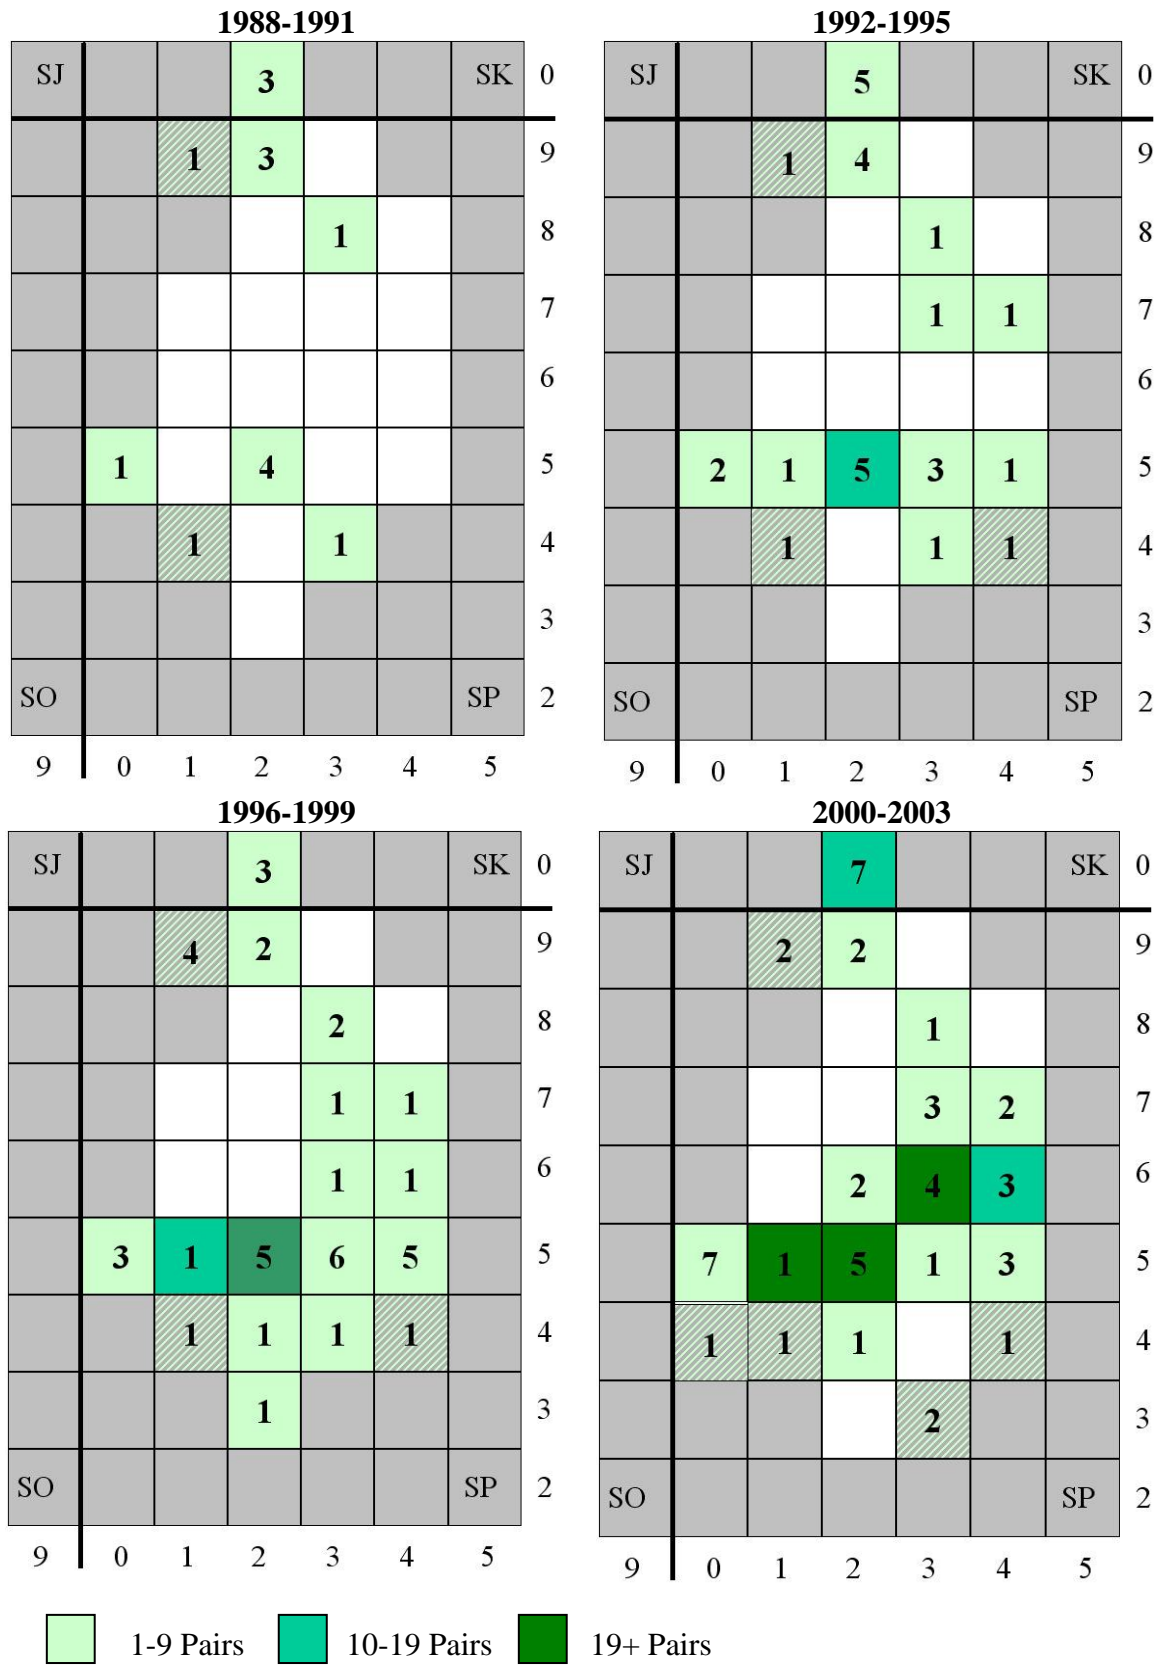 1988-1991
SJ 3 SK 0
1 3 9
1 8
7
6
1 4 5
1 1 4
3
SO SP 2
9 0 1 2 3 4 5
1992-1995
SJ 5 SK 0
1 4 9
1 8
1 1 7
6
2 1 5 3 1 5
1 1 1 4
3
SO SP 2
9 0 1 2 3 4 5
1996-1999
SJ 3 SK 0
4 2 9
2 8
1 1 7
1 1 6
3 1 5 6 5 5
1 1 1 1 4
1 3
SO SP 2
9 0 1 2 3 4 5
2000-2003
SJ 7 SK 0
2 2 9
1 8
3 2 7
2 4 3 6
7 1 5 1 3 5
1 1 1 1 4
2 3
SO SP 2
9 0 1 2 3 4 5
1-9 Pairs 10-19 Pairs 19+ Pairs